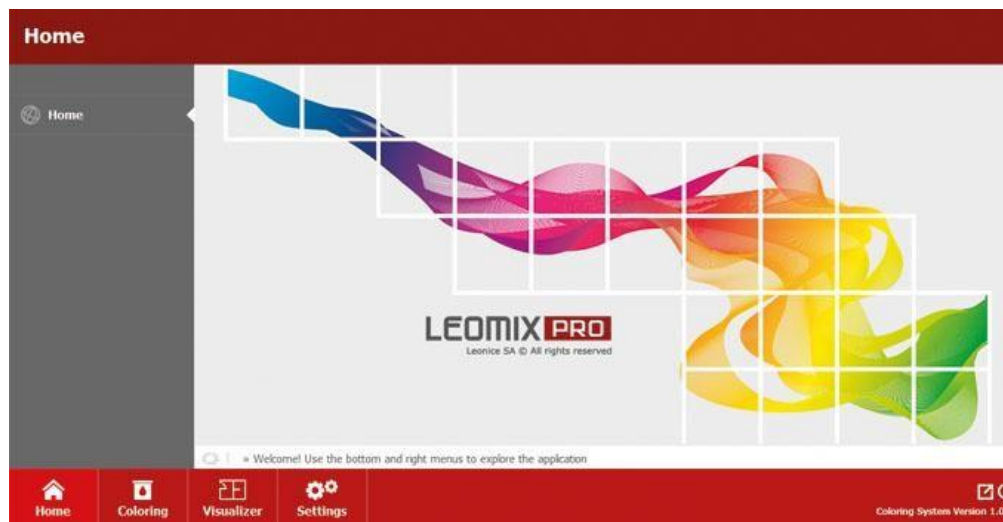 Home
Home
LEOMIX PRO
Leonice SA © All rights reserved
» Welcome! Use the bottom and right menus to explore the application
Home Coloring Visualizer Settings
Coloring System Version 1.0